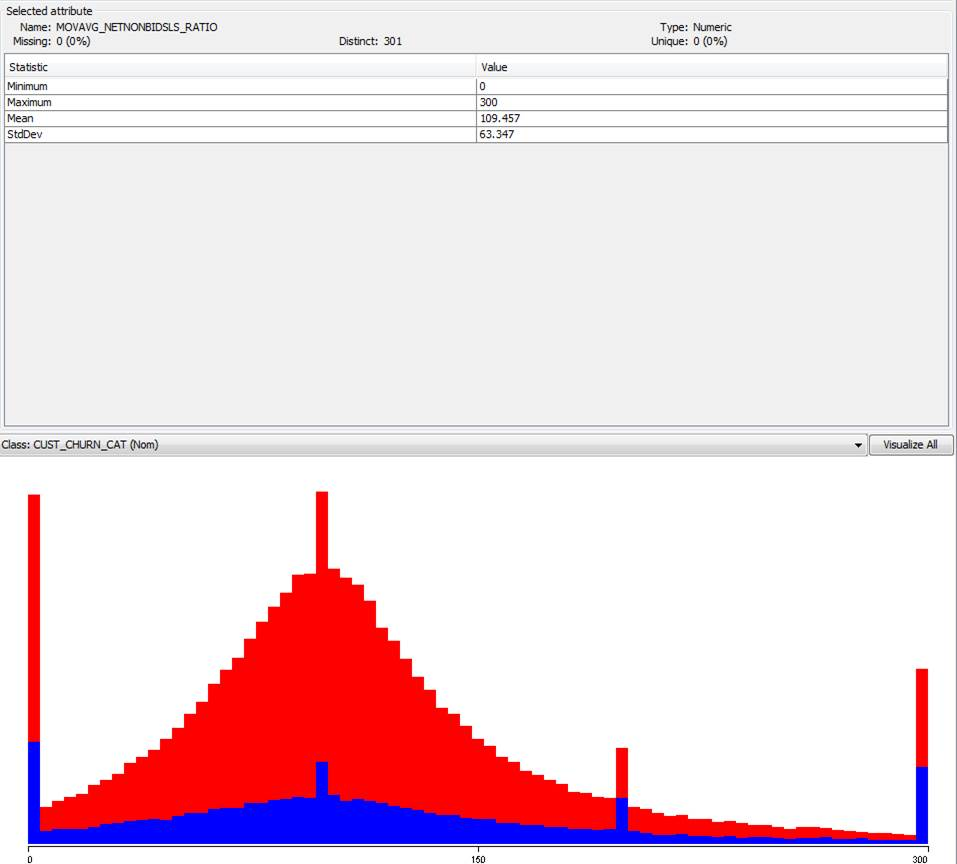 Selected attribute
Name: MOVAVG_NETNONBIDSLS_RATIO Type: Numeric
Missing: 0 (0%) Distinct: 301 Unique: 0 (0%)
Statistic Value
Minimum 0
Maximum 300
Mean 109.457
StdDev 63.347
Class: CUST_CHURN_CAT (Nom) Visualize All
0 150 300